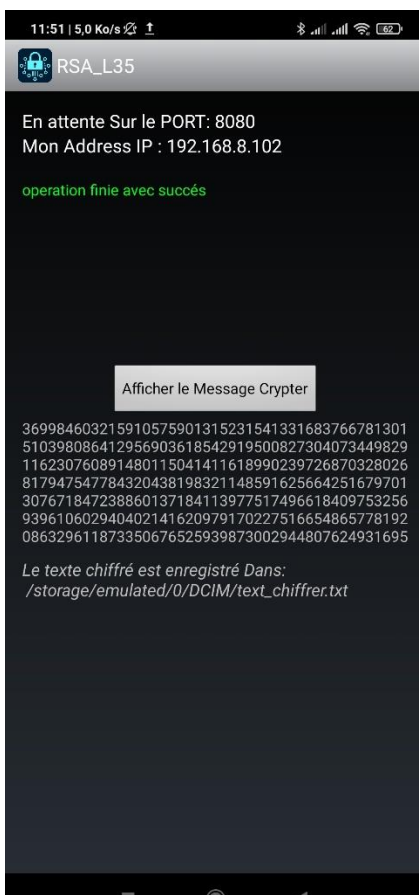 11:51 | 5,0 Ko/s
62
RSA_L35
En attente Sur le PORT: 8080
Mon Address IP : 192.168.8.102
operation finie avec succés
Afficher le Message Crypter
369984603215910575901315231541331683766781301
510398086412956903618542919500827304073449829
116230760891480115041411618990239726870328026
817947547784320438198321148591625664251679701
307671847238860137184113977517496618409753256
939610602940402141620979170227516654865778192
086329611873350676525939873002944807624931695
Le texte chiffré est enregistré Dans:
/storage/emulated/0/DCIM/text_chiffrer.txt